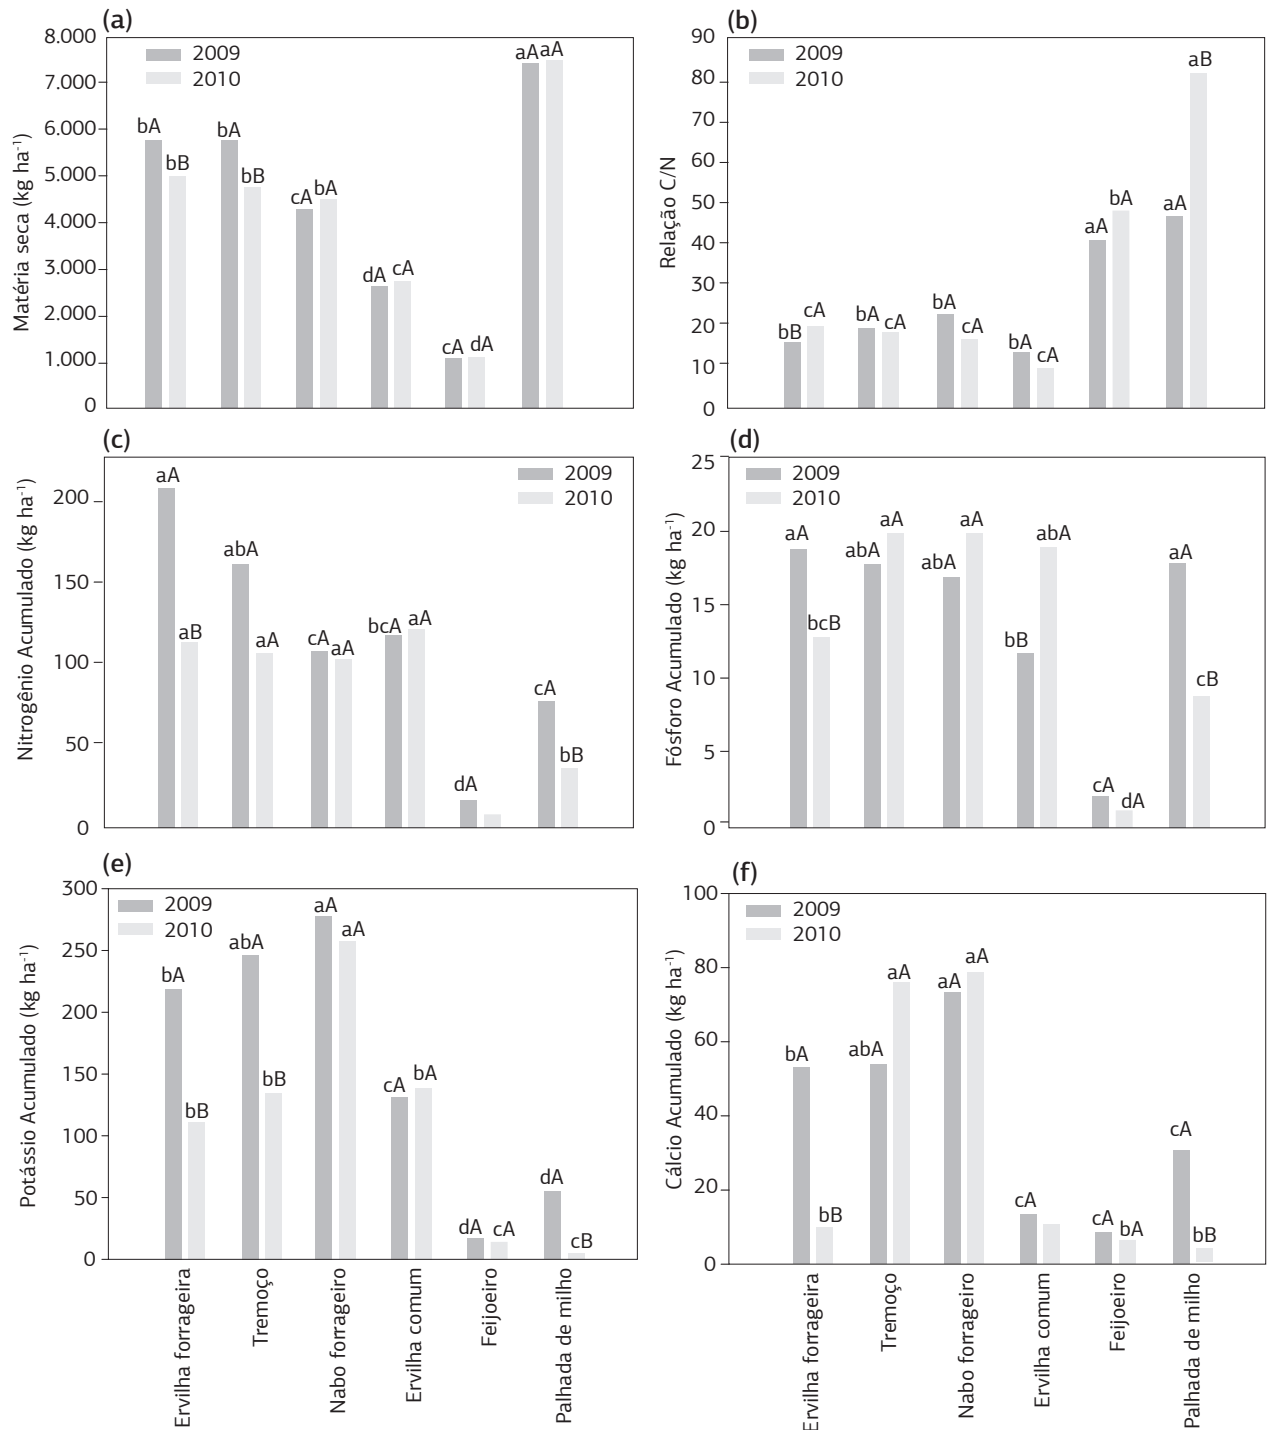 (a)
8.000
7.000
6.000
5.000
4.000
3.000
2.000
1.000
0
Matéria seca (kg ha⁻¹)
2009
2010
bA
bB
bA
bB
cA
bA
dA
cA
cA
dA
aA
aA
(b)
90
80
70
60
50
40
30
20
10
0
Relação C/N
2009
2010
bB
cA
bA
cA
bA
cA
bA
cA
aA
bA
aA
aB
(c)
200
150
100
50
0
Nitrogênio Acumulado (kg ha⁻¹)
2009
2010
aA
aB
abA
aA
cA
aA
bcA
aA
dA
cA
bB
(d)
25
20
15
10
5
0
Fósforo Acumulado (kg ha⁻¹)
2009
2010
aA
bcB
abA
aA
abA
aA
bB
abA
cA
dA
aA
cB
(e)
300
250
200
150
100
50
0
Potássio Acumulado (kg ha⁻¹)
2009
2010
bA
bB
abA
bB
aA
aA
cA
bA
dA
cA
dA
cB
Ervilha forrageira
Tremoço
Nabo forrageiro
Ervilha comum
Feijoeiro
Palhada de milho
(f)
100
80
60
40
20
0
Cálcio Acumulado (kg ha⁻¹)
2009
2010
bA
bB
abA
aA
aA
aA
cA
cA
bA
cA
bB
Ervilha forrageira
Tremoço
Nabo forrageiro
Ervilha comum
Feijoeiro
Palhada de milho